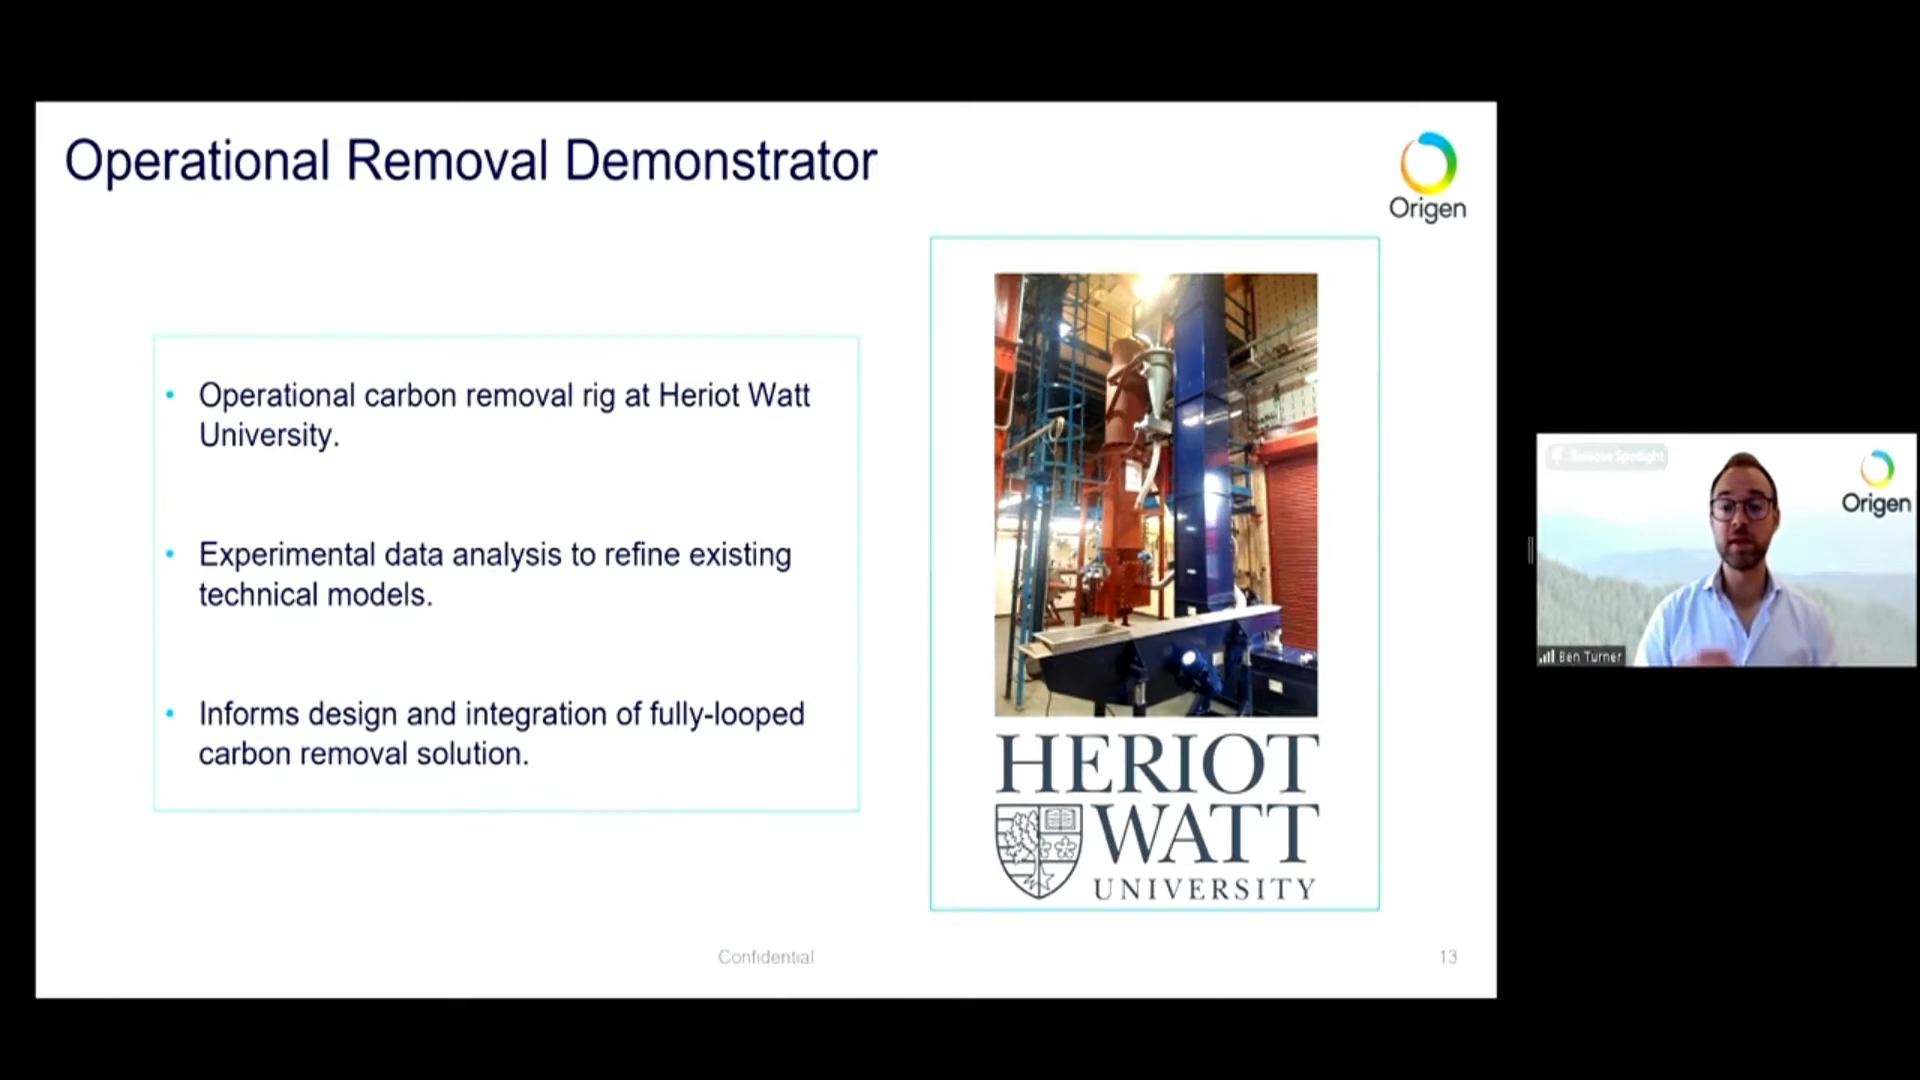 Operational Removal Demonstrator
Origen
• Operational carbon removal rig at Heriot Watt
University.
• Experimental data analysis to refine existing
technical models.
• Informs design and integration of fully-looped
carbon removal solution.
HERIOT
WATT
UNIVERSITY
Confidential
13
Remove Spotlight
Origen
Ben Turner